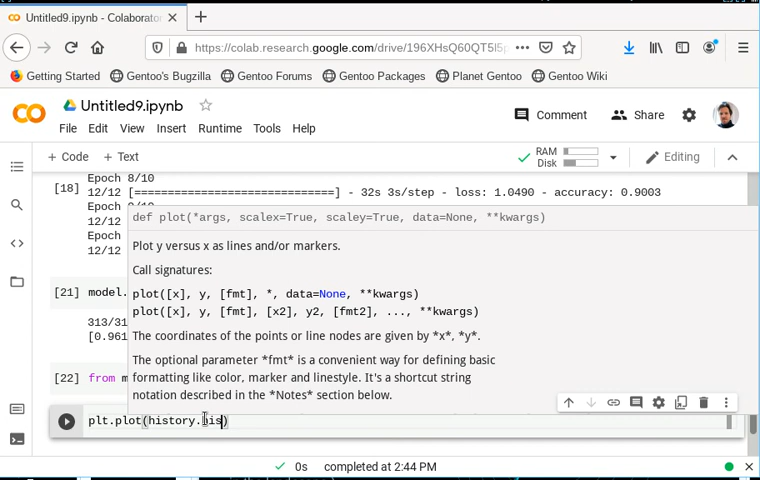 Untitled9.ipynb - Colaborator
https://colab.research.google.com/drive/196XHsQ60QT5l5p
Getting Started Gentoo's Bugzilla Gentoo Forums Gentoo Packages Planet Gentoo Gentoo Wiki
Untitled9.ipynb
Comment Share
File Edit View Insert Runtime Tools Help
+ Code + Text RAM Disk Editing
Epoch 8/10
[18] 12/12 [==============================] - 32s 3s/step - loss: 1.0490 - accuracy: 0.9003
Epoch 9/10
12/12
Epoch
12/12
def plot(*args, scalex=True, scaley=True, data=None, **kwargs)
Plot y versus x as lines and/or markers.
Call signatures:
plot([x], y, [fmt], *, data=None, **kwargs)
plot([x], y, [fmt], [x2], y2, [fmt2], ..., **kwargs)
The coordinates of the points or line nodes are given by *x*, *y*.
The optional parameter *fmt* is a convenient way for defining basic
formatting like color, marker and linestyle. It's a shortcut string
notation described in the *Notes* section below.
[21] model.
313/31
[0.961
[22] from m
plt.plot(history.his)
0s completed at 2:44 PM